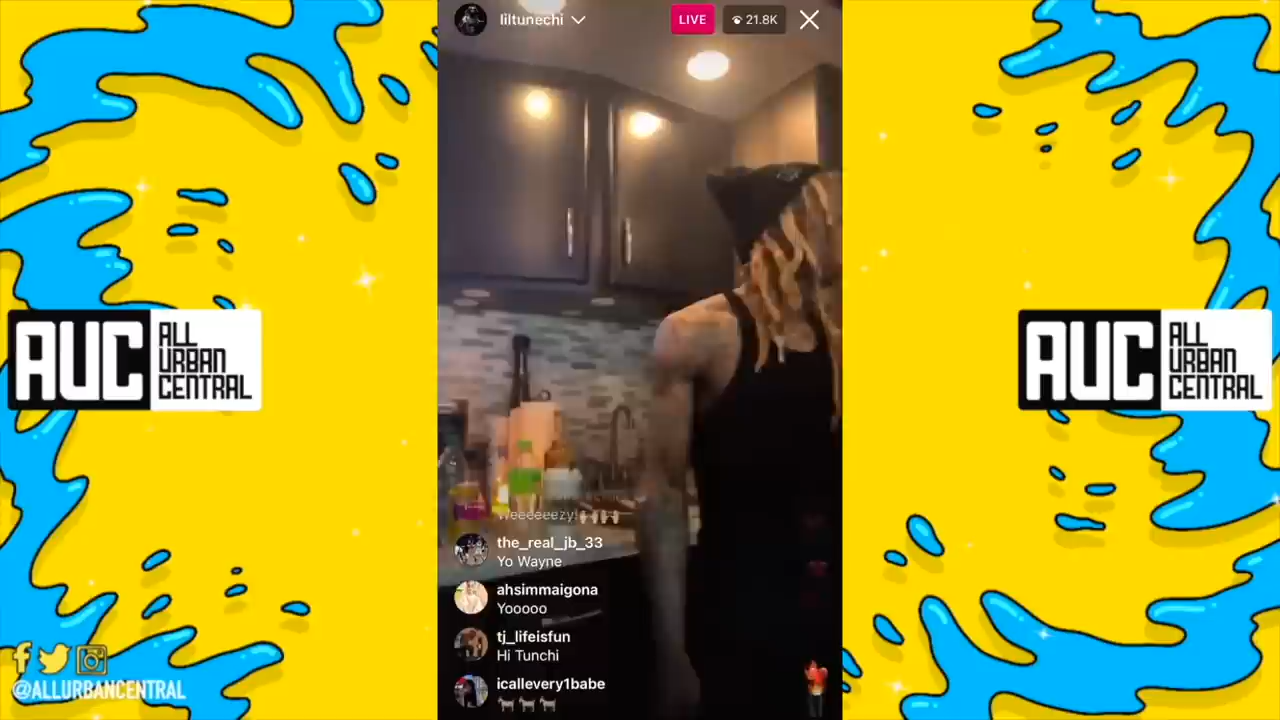 liltunechi
LIVE
21.8K
AUC
ALL
URBAN
CENTRAL
AUC
ALL
URBAN
CENTRAL
Weeeeeezy!
the_real_jb_33
Yo Wayne
ahsimmaigona
Yooooo
tj_lifeisfun
Hi Tunchi
icallevery1babe
@ALLURBANCENTRAL